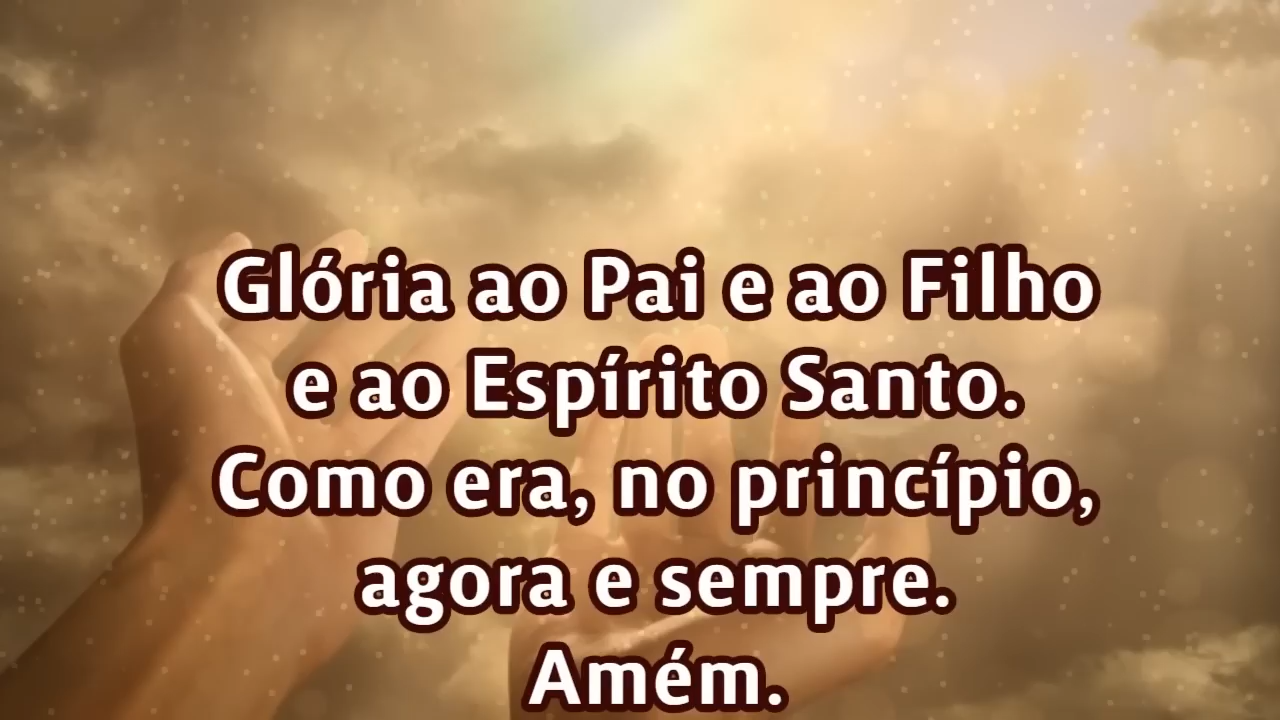 Glória ao Pai e ao Filho
e ao Espírito Santo.
Como era, no princípio,
agora e sempre.
Amém.